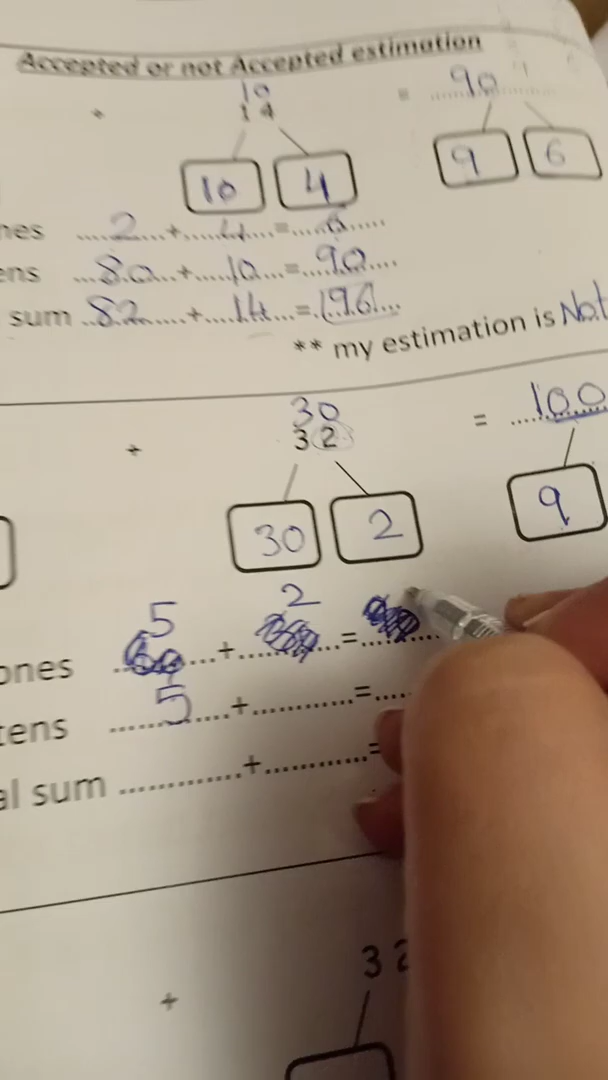 Accepted or not Accepted estimation
10
+ 14 = 90
10 4 9 6
nes 2 + 4 = 6
ens 80 + 10 = 90
sum 82 + 14 = 96
** my estimation is Not
30
+ 32 = 100
30 2 9
5 2
ones + =
tens 5 + =
al sum + =
+ 32